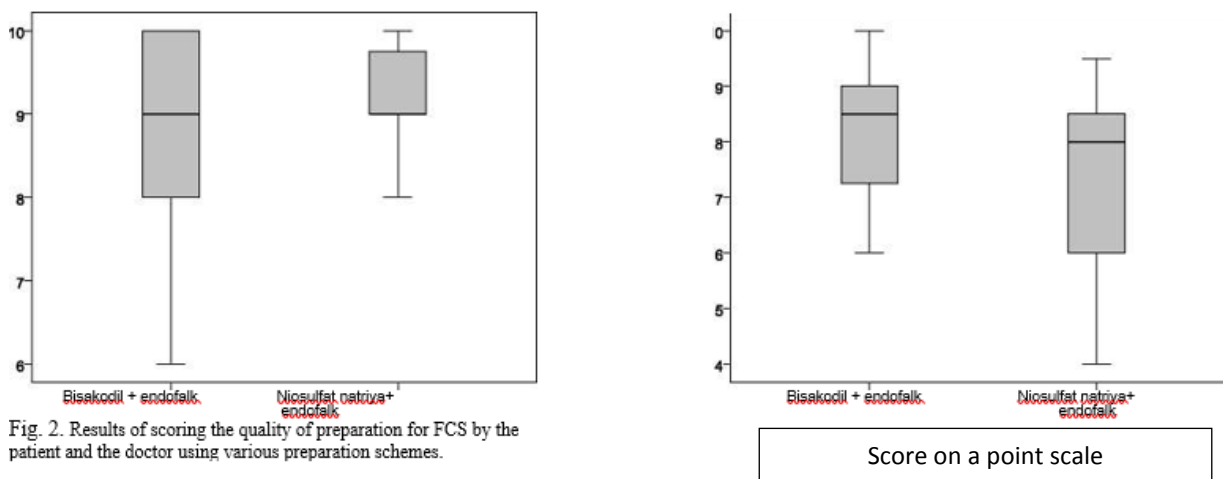 10
9
8
7
6
Bisakodil + endofalk
Niosulfat natriya+
endofalk
Fig. 2. Results of scoring the quality of preparation for FCS by the
patient and the doctor using various preparation schemes.
0
9
8
7
6
5
4
Bisakodil + endofalk
Niosulfat natriya+
endofalk
Score on a point scale